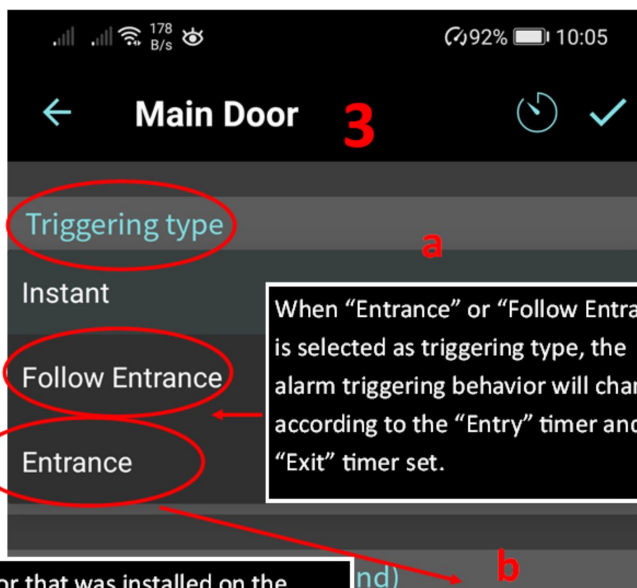 178
B/s
92% 10:05
Main Door
3
Triggering type
a
Instant
When “Entrance” or “Follow Entra
is selected as triggering type, the
alarm triggering behavior will char
according to the “Entry” timer and
“Exit” timer set.
Follow Entrance
Entrance
b
or that was installed on the
nd)